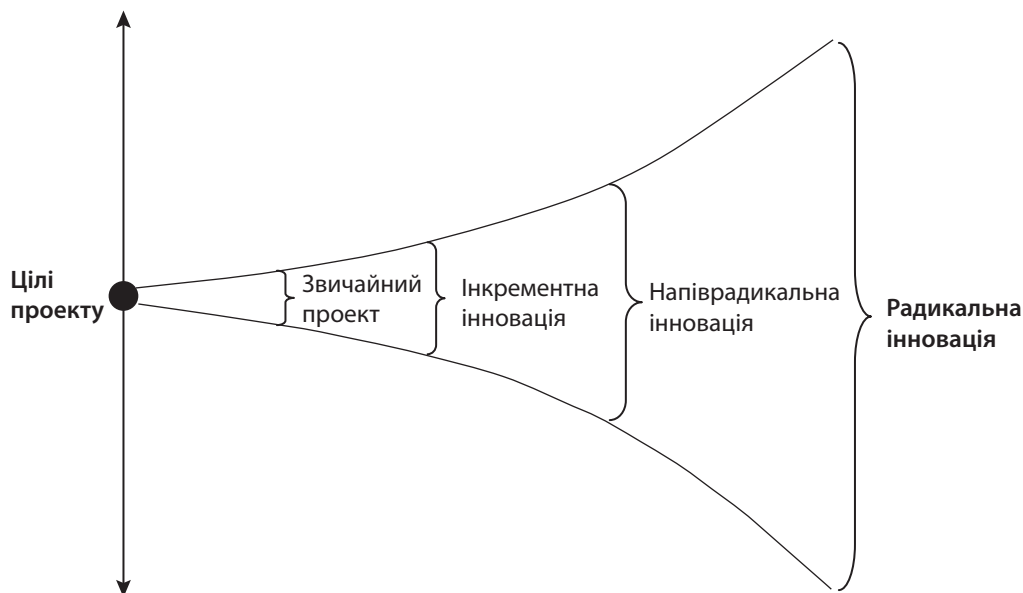 Цілі
проекту
Звичайний
проект
Інкрементна
інновація
Напіврадикальна
інновація
Радикальна
інновація